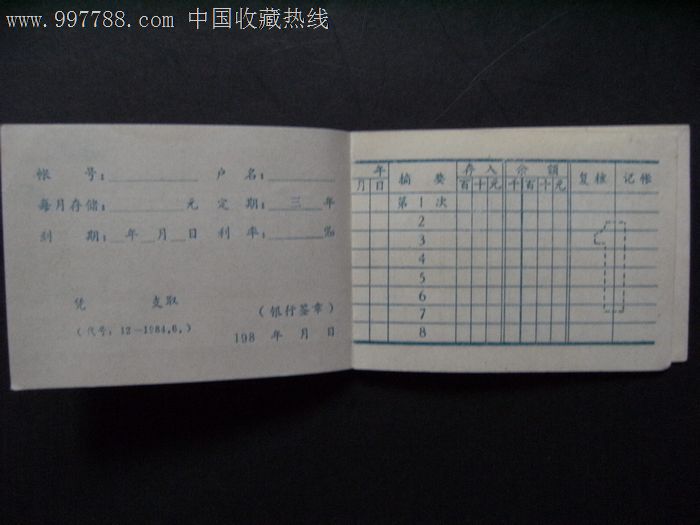 www.997788.com 中国收藏热线
帐 号: 户 名:
每月存储: 元 定 期: 三 年
到 期: 年 月 日 利 率: ‰
凭 支取
(银行签章)
(代号: 12—1984.6.)
198 年 月 日
年 摘 要 存 入 余 额 复核 记帐
月 日 百 十 元 千 百 十 元
第 1 次
2
3
4
5
6
7
8